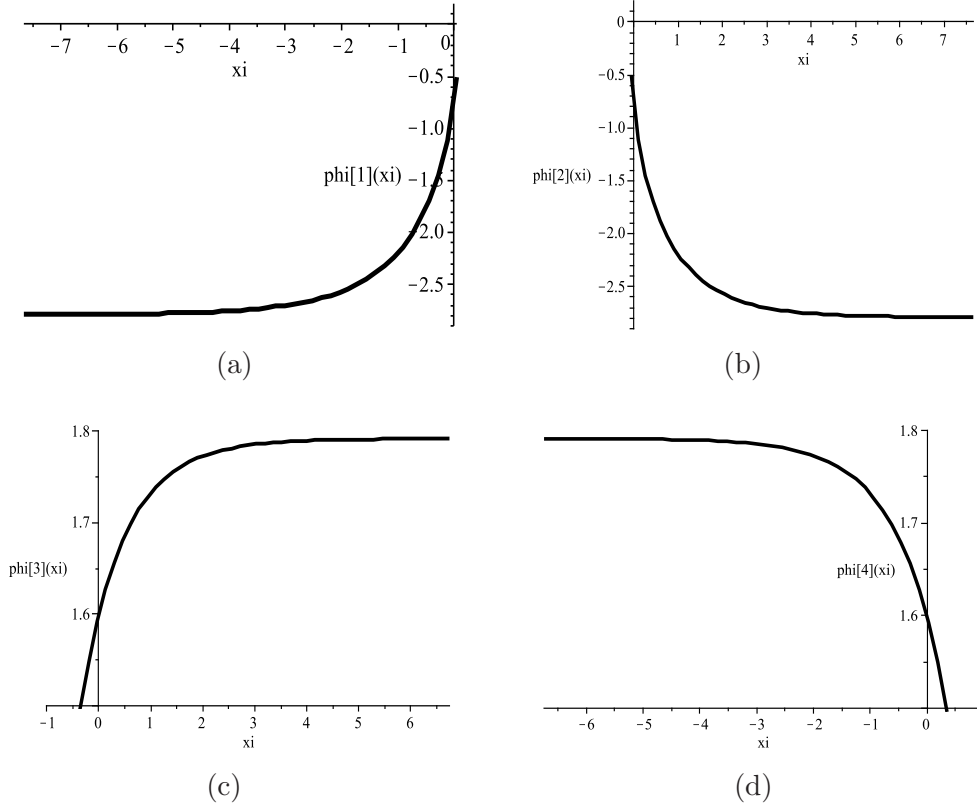 -7 -6 -5 -4 -3 -2 -1 0
xi
-0.5
-1.0
phi[1](xi) -1.5
-2.0
-2.5
(a)
0
1 2 3 4 5 6 7
xi
-0.5
-1.0
phi[2](xi) -1.5
-2.0
-2.5
(b)
1.8
1.7
phi[3](xi)
1.6
-1 0 1 2 3 4 5 6
xi
(c)
1.8
1.7
phi[4](xi)
1.6
-6 -5 -4 -3 -2 -1 0
xi
(d)